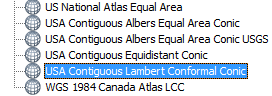 US National Atlas Equal Area
USA Contiguous Albers Equal Area Conic
USA Contiguous Albers Equal Area Conic USGS
USA Contiguous Equidistant Conic
USA Contiguous Lambert Conformal Conic
WGS 1984 Canada Atlas LCC